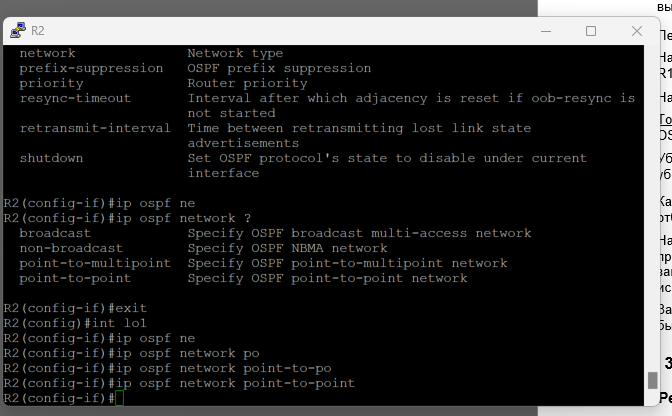 вы
R2
Пе
network Network type
На
prefix-suppression OSPF prefix suppression
R1
priority Router priority
resync-timeout Interval after which adjacency is reset if oob-resync is
На
not started
retransmit-interval Time between retransmitting lost link state
То
advertisements
OS
shutdown Set OSPF protocol's state to disable under current
Уб
interface
уб
R2(config-if)#ip ospf ne
Ка
R2(config-if)#ip ospf network ?
отб
broadcast Specify OSPF broadcast multi-access network
На
non-broadcast Specify OSPF NBMA network
пр
point-to-multipoint Specify OSPF point-to-multipoint network
за
point-to-point Specify OSPF point-to-point network
ис
R2(config-if)#exit
За
R2(config)#int lo1
бы
R2(config-if)#ip ospf ne
R2(config-if)#ip ospf network po
R2(config-if)#ip ospf network point-to-po
З
R2(config-if)#ip ospf network point-to-point
R2(config-if)#
Ре